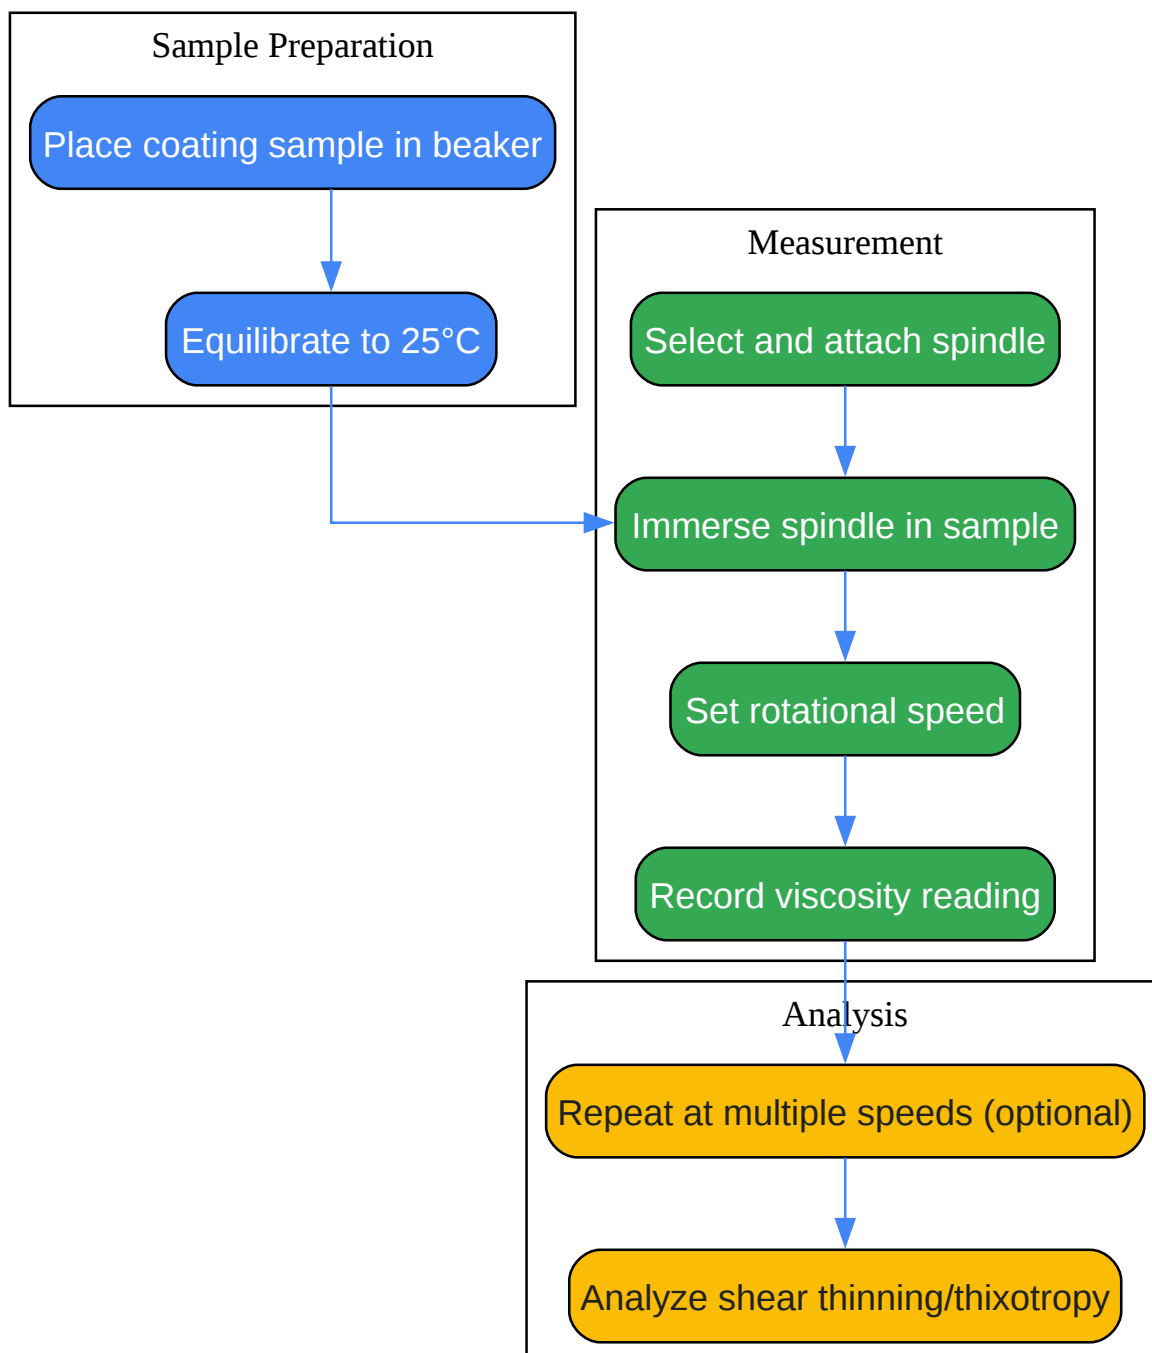 Sample Preparation
Place coating sample in beaker
Equilibrate to 25°C
Measurement
Select and attach spindle
Immerse spindle in sample
Set rotational speed
Record viscosity reading
Analysis
Repeat at multiple speeds (optional)
Analyze shear thinning/thixotropy